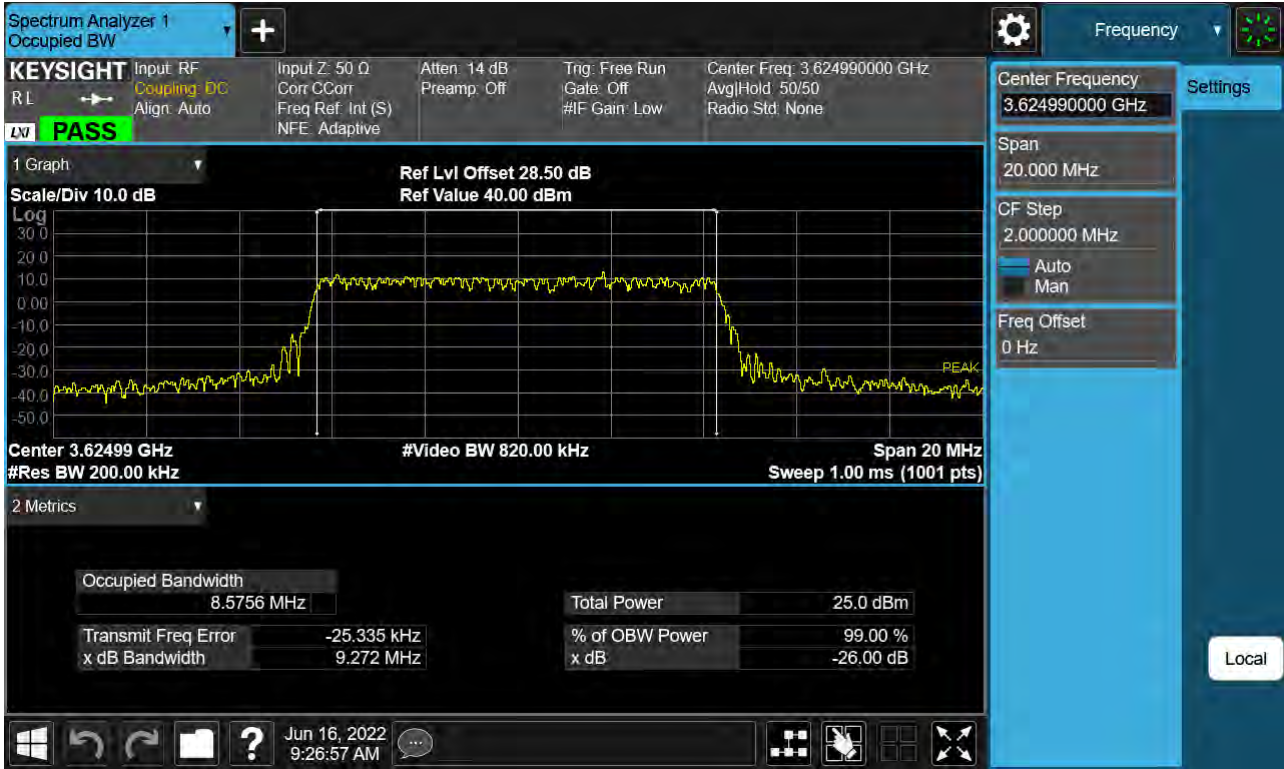 Spectrum Analyzer 1
Occupied BW
+
Frequency
KEYSIGHT
RL
LXI
PASS
Input: RF
Coupling: DC
Align: Auto
Input Z: 50 Ω
Corr CCorr
Freq Ref: Int (S)
NFE: Adaptive
Atten: 14 dB
Preamp: Off
Trig: Free Run
Gate: Off
#IF Gain: Low
Center Freq: 3.624990000 GHz
Avg|Hold: 50/50
Radio Std: None
Center Frequency
3.624990000 GHz
Settings
Span
20.000 MHz
CF Step
2.000000 MHz
Auto
Man
Freq Offset
0 Hz
Local
1 Graph
Scale/Div 10.0 dB
Ref Lvl Offset 28.50 dB
Ref Value 40.00 dBm
Log
30.0
20.0
10.0
0.00
-10.0
-20.0
-30.0
-40.0
-50.0
PEAK
Center 3.62499 GHz
#Video BW 820.00 kHz
Span 20 MHz
#Res BW 200.00 kHz
Sweep 1.00 ms (1001 pts)
2 Metrics
Occupied Bandwidth
8.5756 MHz
Total Power 25.0 dBm
Transmit Freq Error -25.335 kHz
% of OBW Power 99.00 %
x dB Bandwidth 9.272 MHz
x dB -26.00 dB
?
Jun 16, 2022
9:26:57 AM